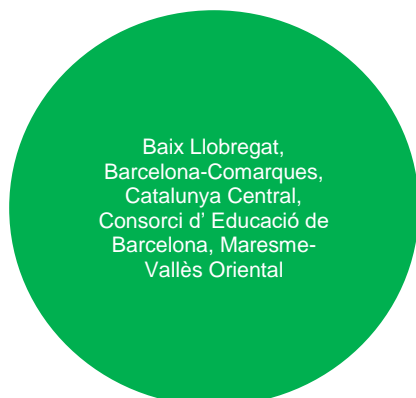 Baix Llobregat,
Barcelona-Comarques,
Catalunya Central,
Consorci d’ Educació de
Barcelona, Maresme-
Vallès Oriental